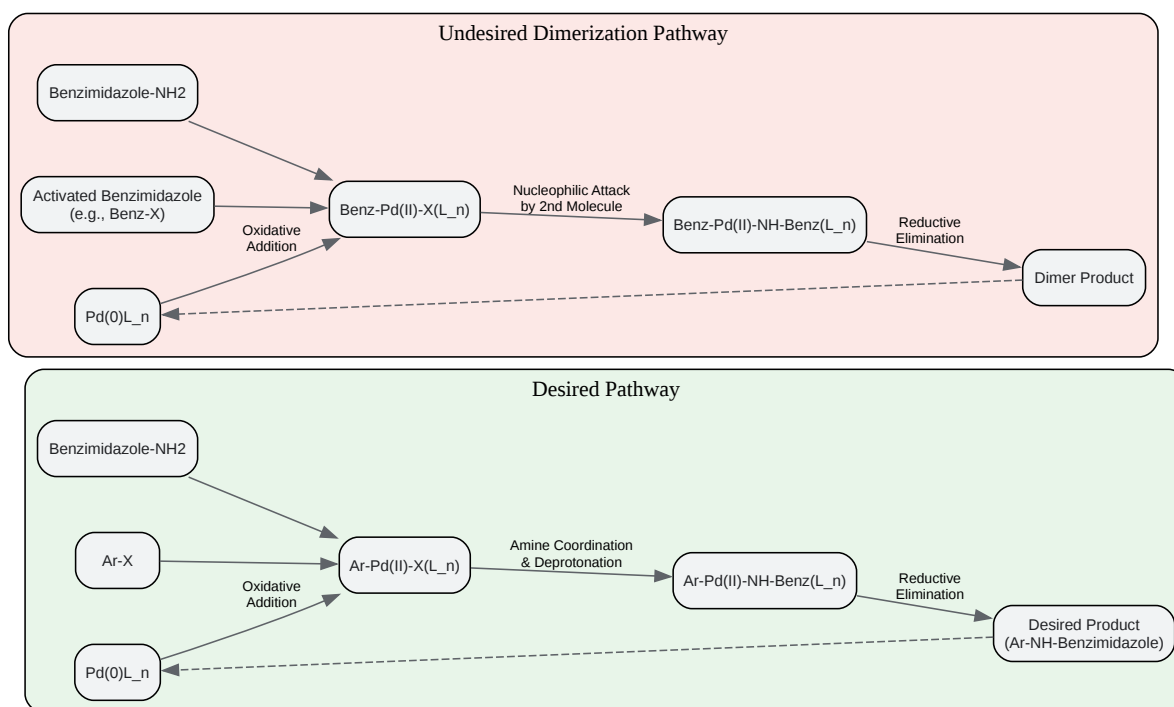 Undesired Dimerization Pathway
Benzimidazole-NH2
Activated Benzimidazole
(e.g., Benz-X)
Oxidative
Addition
Pd(0)L_n
Benz-Pd(II)-X(L_n)
Nucleophilic Attack
by 2nd Molecule
Benz-Pd(II)-NH-Benz(L_n)
Reductive
Elimination
Dimer Product
Desired Pathway
Benzimidazole-NH2
Ar-X
Oxidative
Addition
Pd(0)L_n
Ar-Pd(II)-X(L_n)
Amine Coordination
& Deprotonation
Ar-Pd(II)-NH-Benz(L_n)
Reductive
Elimination
Desired Product
(Ar-NH-Benzimidazole)